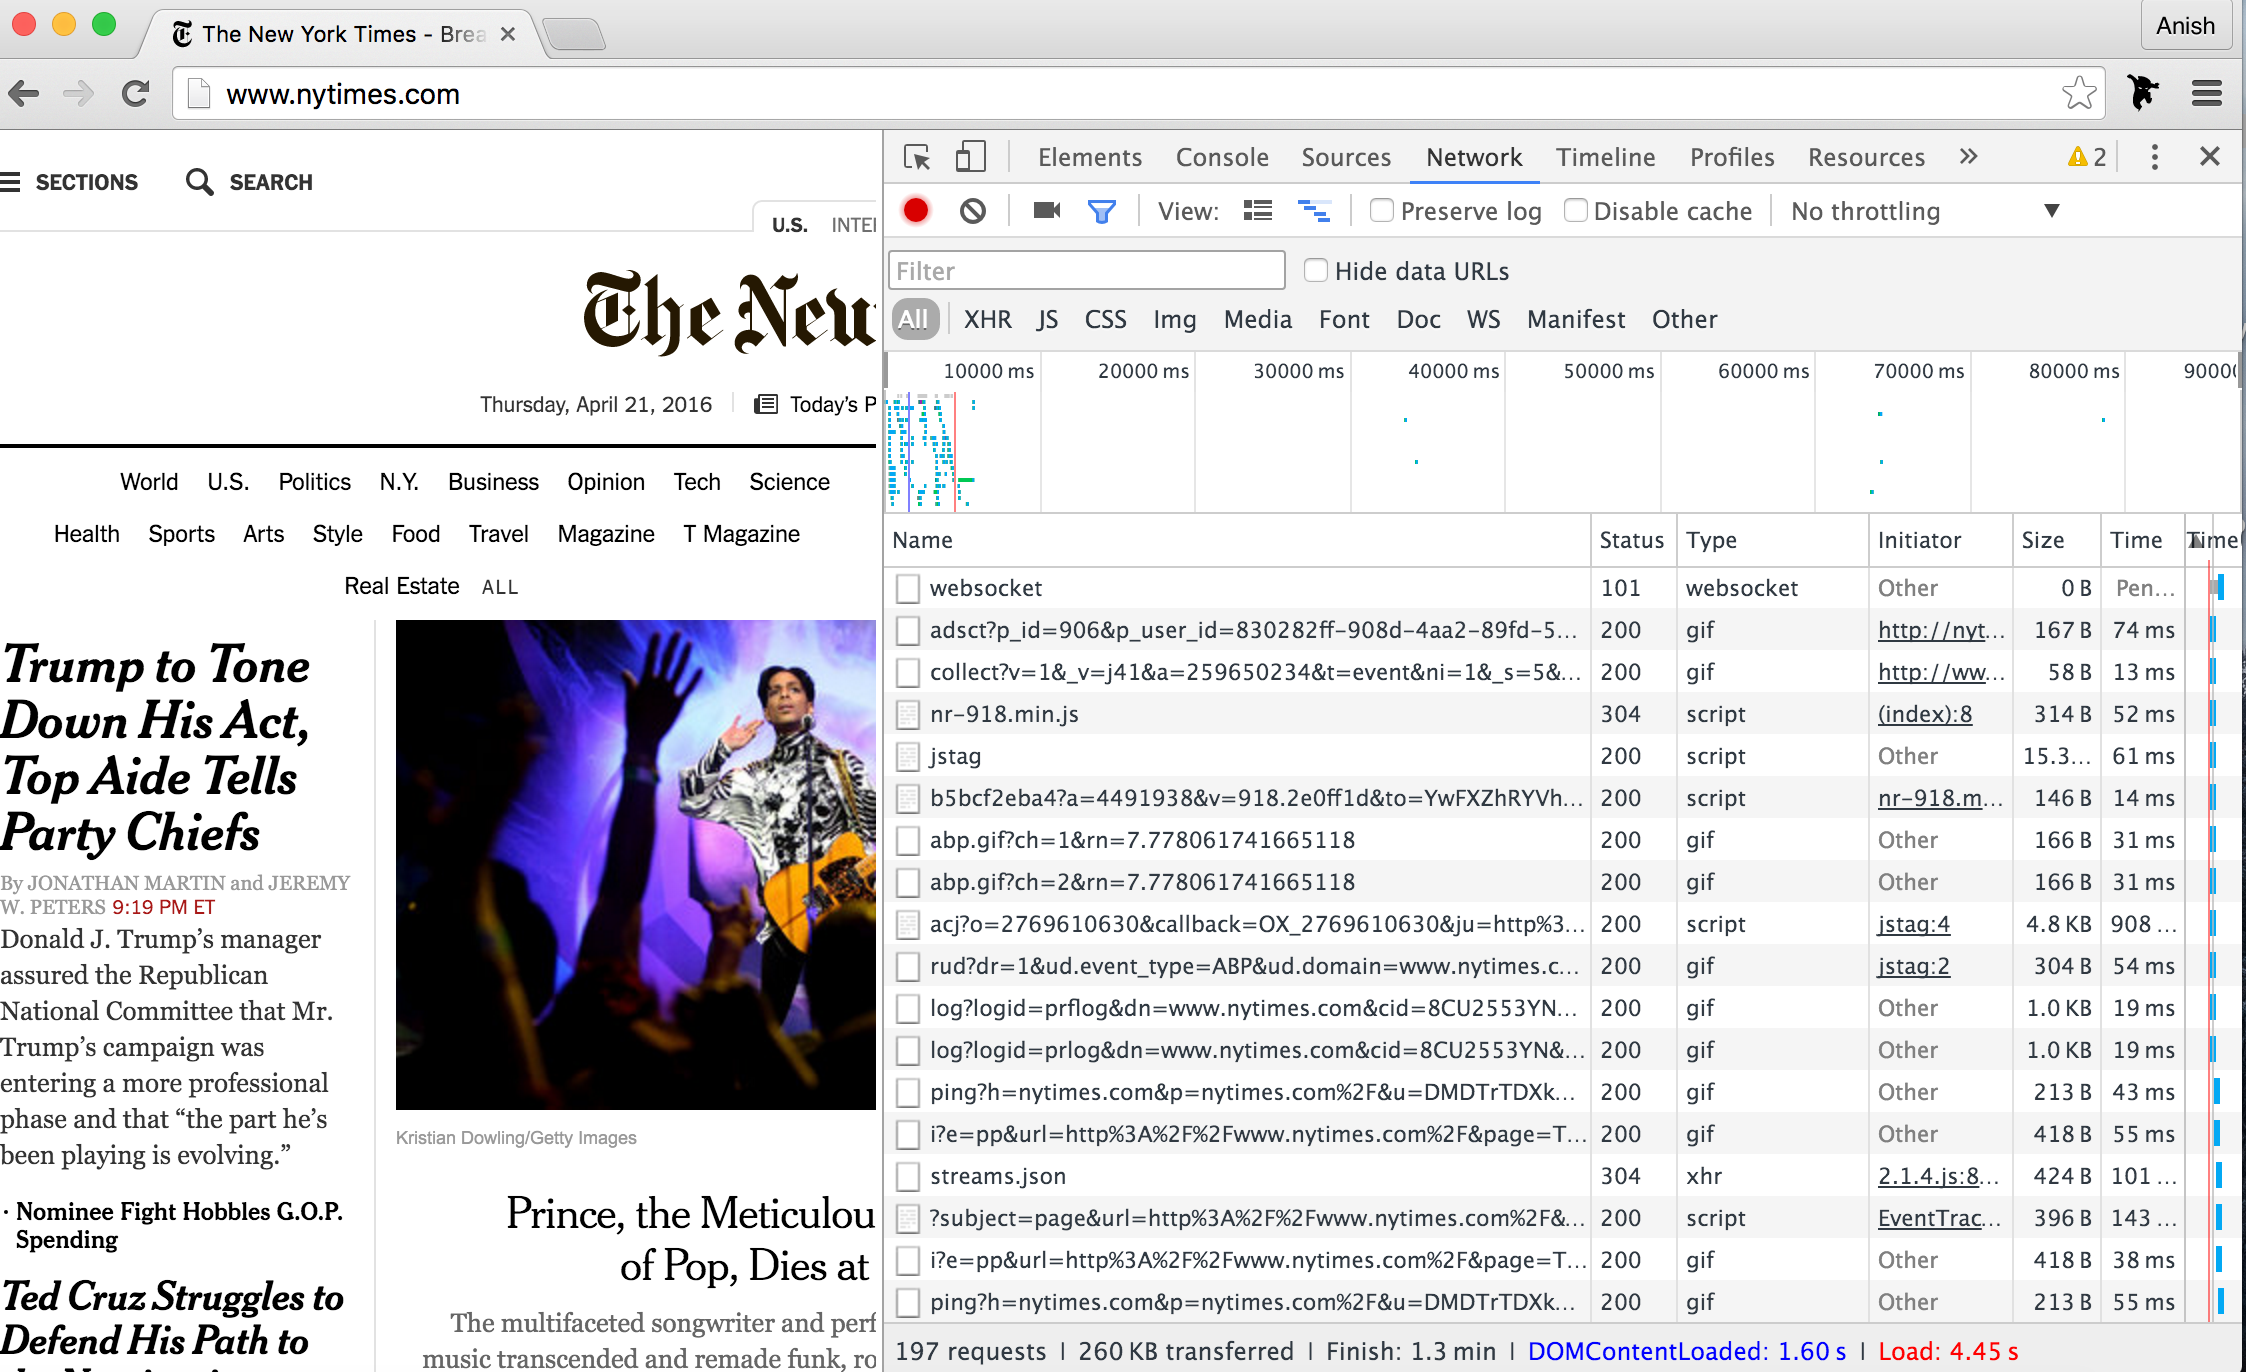 The New York Times - Brea
Anish
www.nytimes.com
SECTIONS SEARCH
U.S. INTE
The New
Thursday, April 21, 2016 Today's P
World U.S. Politics N.Y. Business Opinion Tech Science
Health Sports Arts Style Food Travel Magazine T Magazine
Real Estate ALL
Trump to Tone
Down His Act,
Top Aide Tells
Party Chiefs
By JONATHAN MARTIN and JEREMY
W. PETERS 9:19 PM ET
Donald J. Trump’s manager
assured the Republican
National Committee that Mr.
Trump’s campaign was
entering a more professional
phase and that “the part he’s
been playing is evolving.”
· Nominee Fight Hobbles G.O.P.
Spending
Ted Cruz Struggles to
Defend His Path to
Kristian Dowling/Getty Images
Prince, the Meticulou
of Pop, Dies at
The multifaceted songwriter and perf
music transcended and remade funk, ro
Elements Console Sources Network Timeline Profiles Resources » 2
View: Preserve log Disable cache No throttling
Filter Hide data URLs
All XHR JS CSS Img Media Font Doc WS Manifest Other
10000 ms 20000 ms 30000 ms 40000 ms 50000 ms 60000 ms 70000 ms 80000 ms 9000
Name Status Type Initiator Size Time Time
websocket 101 websocket Other 0 B Pen…
adsct?p_id=906&p_user_id=830282ff-908d-4aa2-89fd-5… 200 gif http://nyt… 167 B 74 ms
collect?v=1&_v=j41&a=259650234&t=event&ni=1&_s=5&… 200 gif http://ww… 58 B 13 ms
nr-918.min.js 304 script (index):8 314 B 52 ms
jstag 200 script Other 15.3… 61 ms
b5bcf2eba4?a=4491938&v=918.2e0ff1d&to=YwFXZhRYVh… 200 script nr-918.m… 146 B 14 ms
abp.gif?ch=1&rn=7.778061741665118 200 gif Other 166 B 31 ms
abp.gif?ch=2&rn=7.778061741665118 200 gif Other 166 B 31 ms
acj?o=2769610630&callback=OX_2769610630&ju=http%3… 200 script jstag:4 4.8 KB 908 …
rud?dr=1&ud.event_type=ABP&ud.domain=www.nytimes.c… 200 gif jstag:2 304 B 54 ms
log?logid=prflog&dn=www.nytimes.com&cid=8CU2553YN… 200 gif Other 1.0 KB 19 ms
log?logid=prlog&dn=www.nytimes.com&cid=8CU2553YN&… 200 gif Other 1.0 KB 19 ms
ping?h=nytimes.com&p=nytimes.com%2F&u=DMDTrTDXk… 200 gif Other 213 B 43 ms
i?e=pp&url=http%3A%2F%2Fwww.nytimes.com%2F&page=T… 200 gif Other 418 B 55 ms
streams.json 304 xhr 2.1.4.js:8… 424 B 101 …
?subject=page&url=http%3A%2F%2Fwww.nytimes.com%2F&… 200 script EventTrac… 396 B 143 …
i?e=pp&url=http%3A%2F%2Fwww.nytimes.com%2F&page=T… 200 gif Other 418 B 38 ms
ping?h=nytimes.com&p=nytimes.com%2F&u=DMDTrTDXk… 200 gif Other 213 B 55 ms
197 requests | 260 KB transferred | Finish: 1.3 min | DOMContentLoaded: 1.60 s | Load: 4.45 s